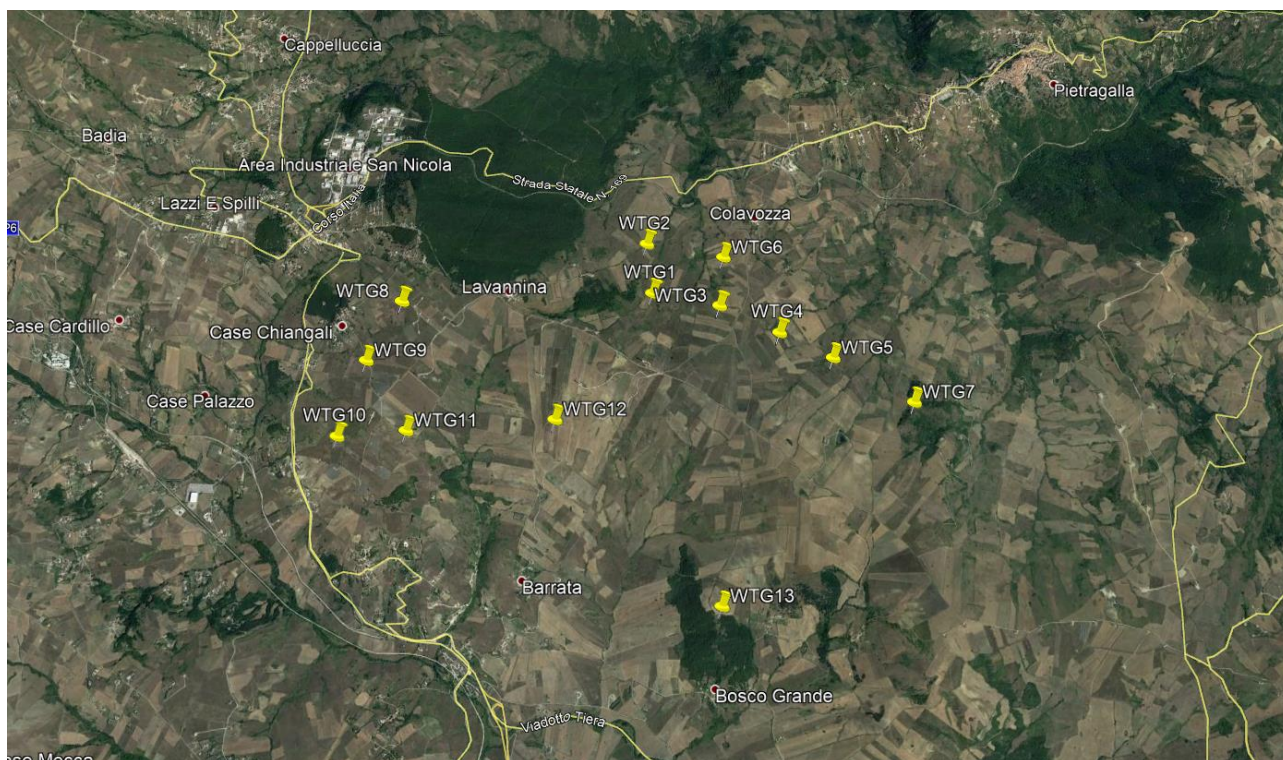 Cappelluccia
Pietragalla
Badia
Area Industriale San Nicola
Strada Statale N. 169
Lazzi E Spilli
Corso Italia
Colavozza
P6
WTG2
WTG6
WTG1
Lavannina
WTG8
WTG3
WTG4
Case Cardillo
Case Chiangali
WTG9
WTG5
WTG7
Case Palazzo
WTG12
WTG10
WTG11
Barrata
WTG13
Bosco Grande
Viadotto Tiera